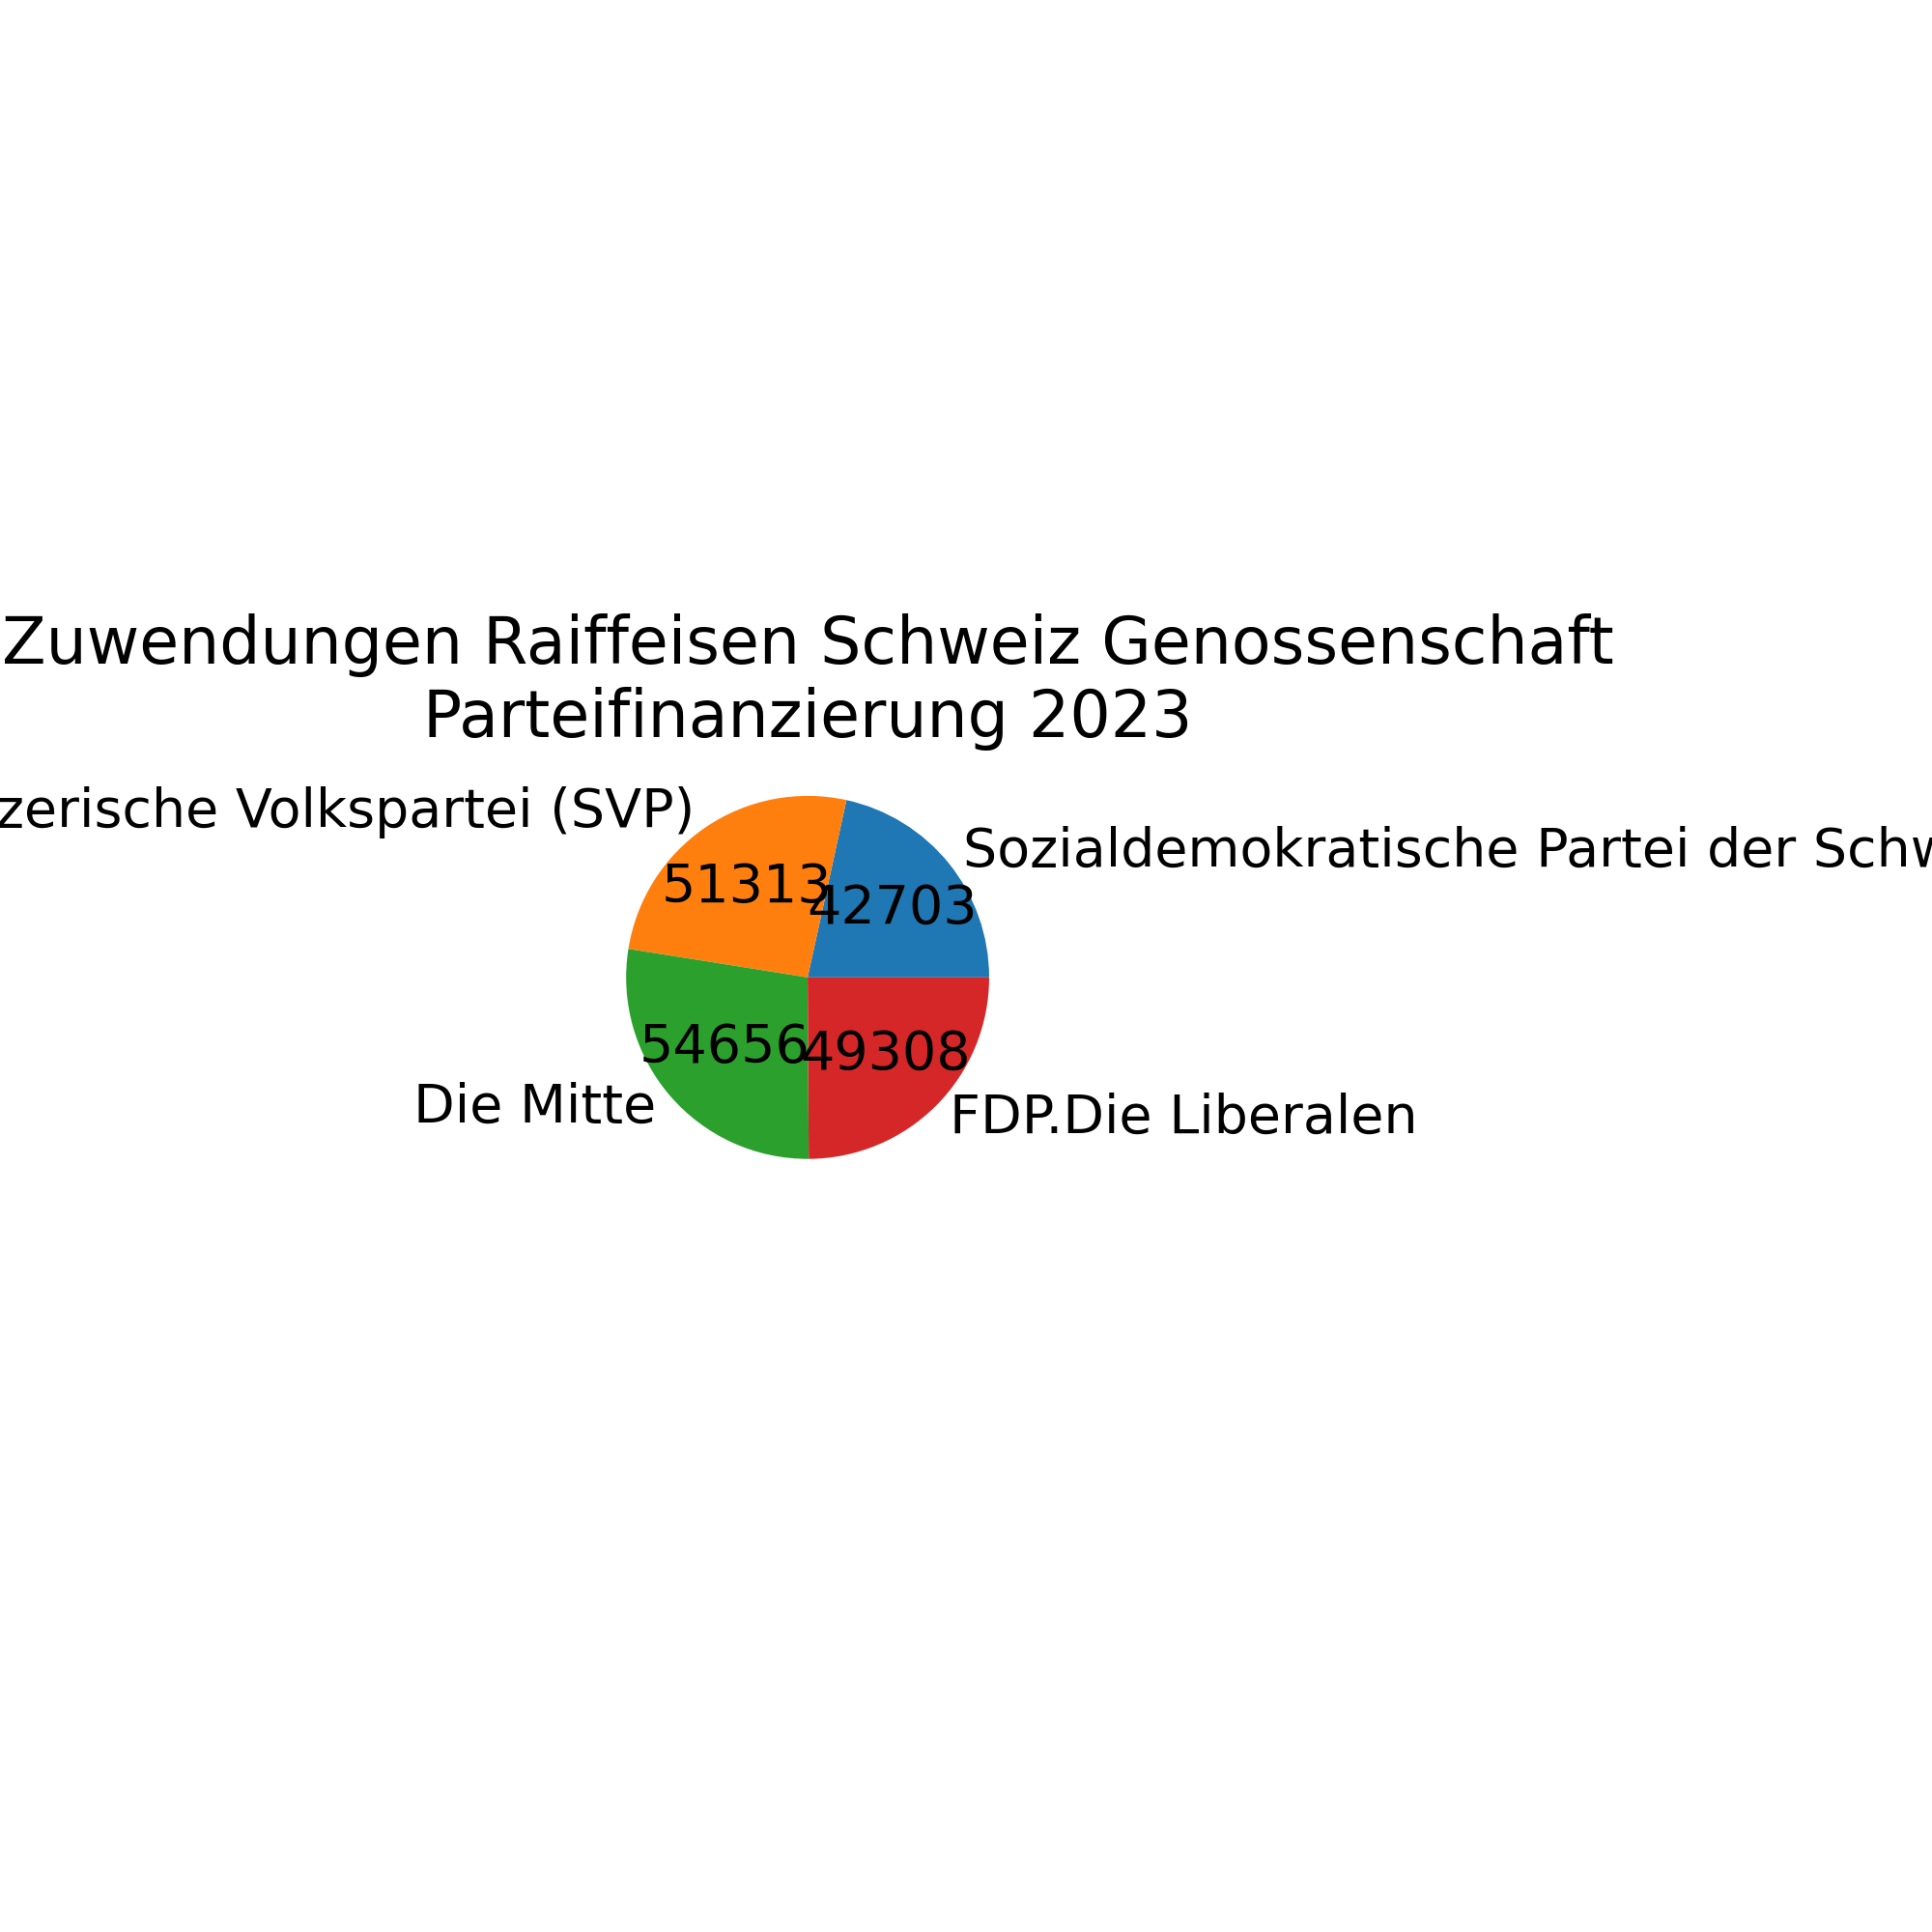 Zuwendungen Raiffeisen Schweiz Genossenschaft
Parteifinanzierung 2023
zerische Volkspartei (SVP)
Sozialdemokratische Partei der Schw
51313
42703
54656
49308
Die Mitte
FDP.Die Liberalen